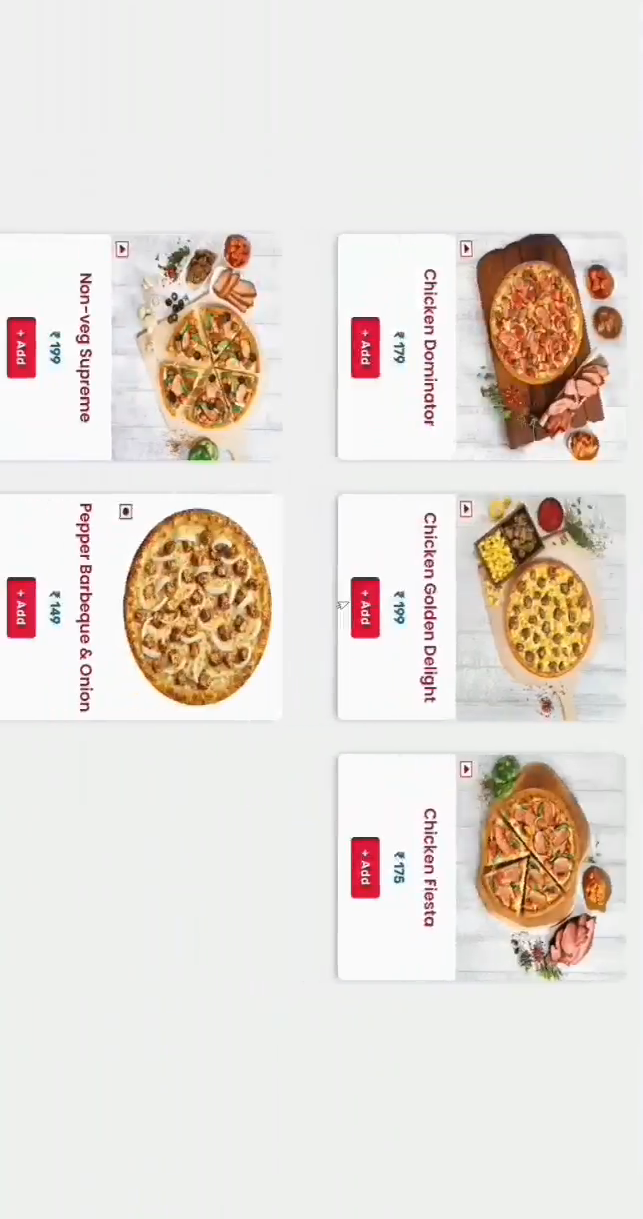 Chicken Dominator
₹ 179
+ Add
Chicken Golden Delight
₹ 199
+ Add
Chicken Fiesta
₹ 175
+ Add
Non-Veg Supreme
₹ 199
+ Add
Pepper Barbeque & Onion
₹ 149
+ Add